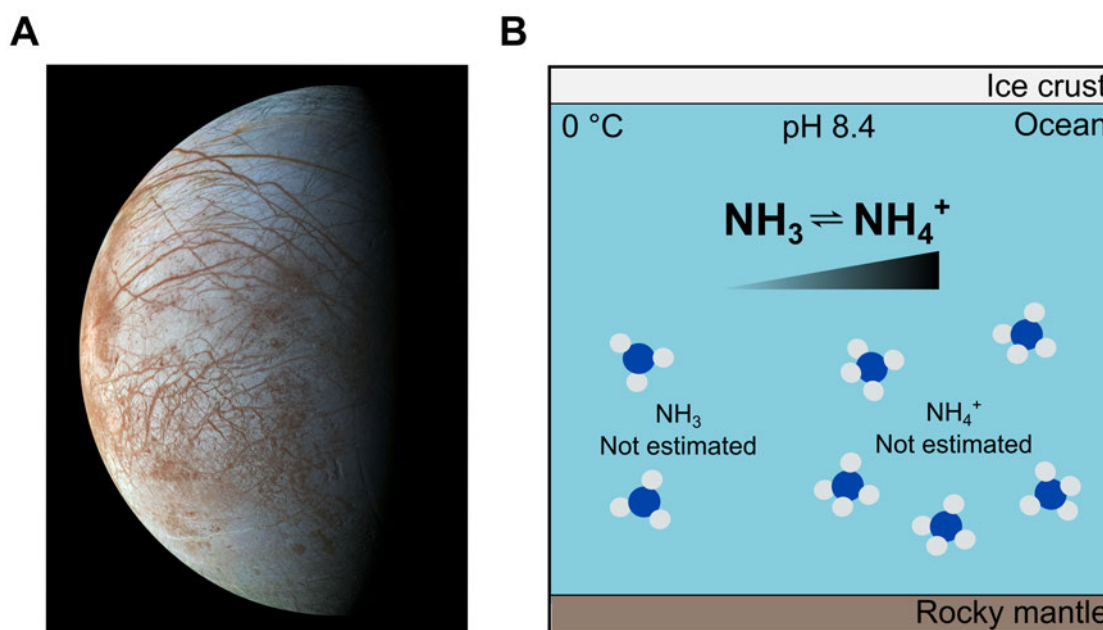 A
B
Ice crust
0 °C pH 8.4 Ocean
NH₃ ⇌ NH₄⁺
NH₃
Not estimated
NH₄⁺
Not estimated
Rocky mantle